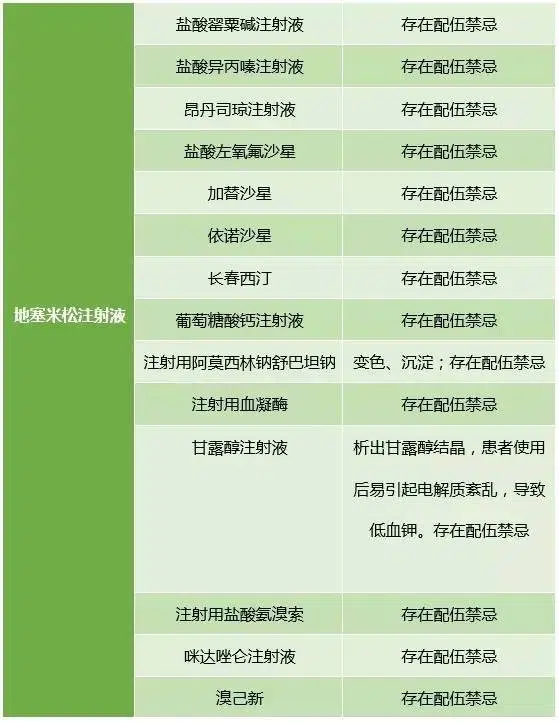 盐酸罂粟碱注射液 存在配伍禁忌
盐酸异丙嗪注射液 存在配伍禁忌
昂丹司琼注射液 存在配伍禁忌
盐酸左氧氟沙星 存在配伍禁忌
加替沙星 存在配伍禁忌
依诺沙星 存在配伍禁忌
长春西汀 存在配伍禁忌
地塞米松注射液
葡萄糖酸钙注射液 存在配伍禁忌
注射用阿莫西林钠舒巴坦钠 变色、沉淀；存在配伍禁忌
注射用血凝酶 存在配伍禁忌
甘露醇注射液 析出甘露醇结晶，患者使用
后易引起电解质紊乱，导致
低血钾。存在配伍禁忌
注射用盐酸氨溴索 存在配伍禁忌
咪达唑仑注射液 存在配伍禁忌
溴己新 存在配伍禁忌